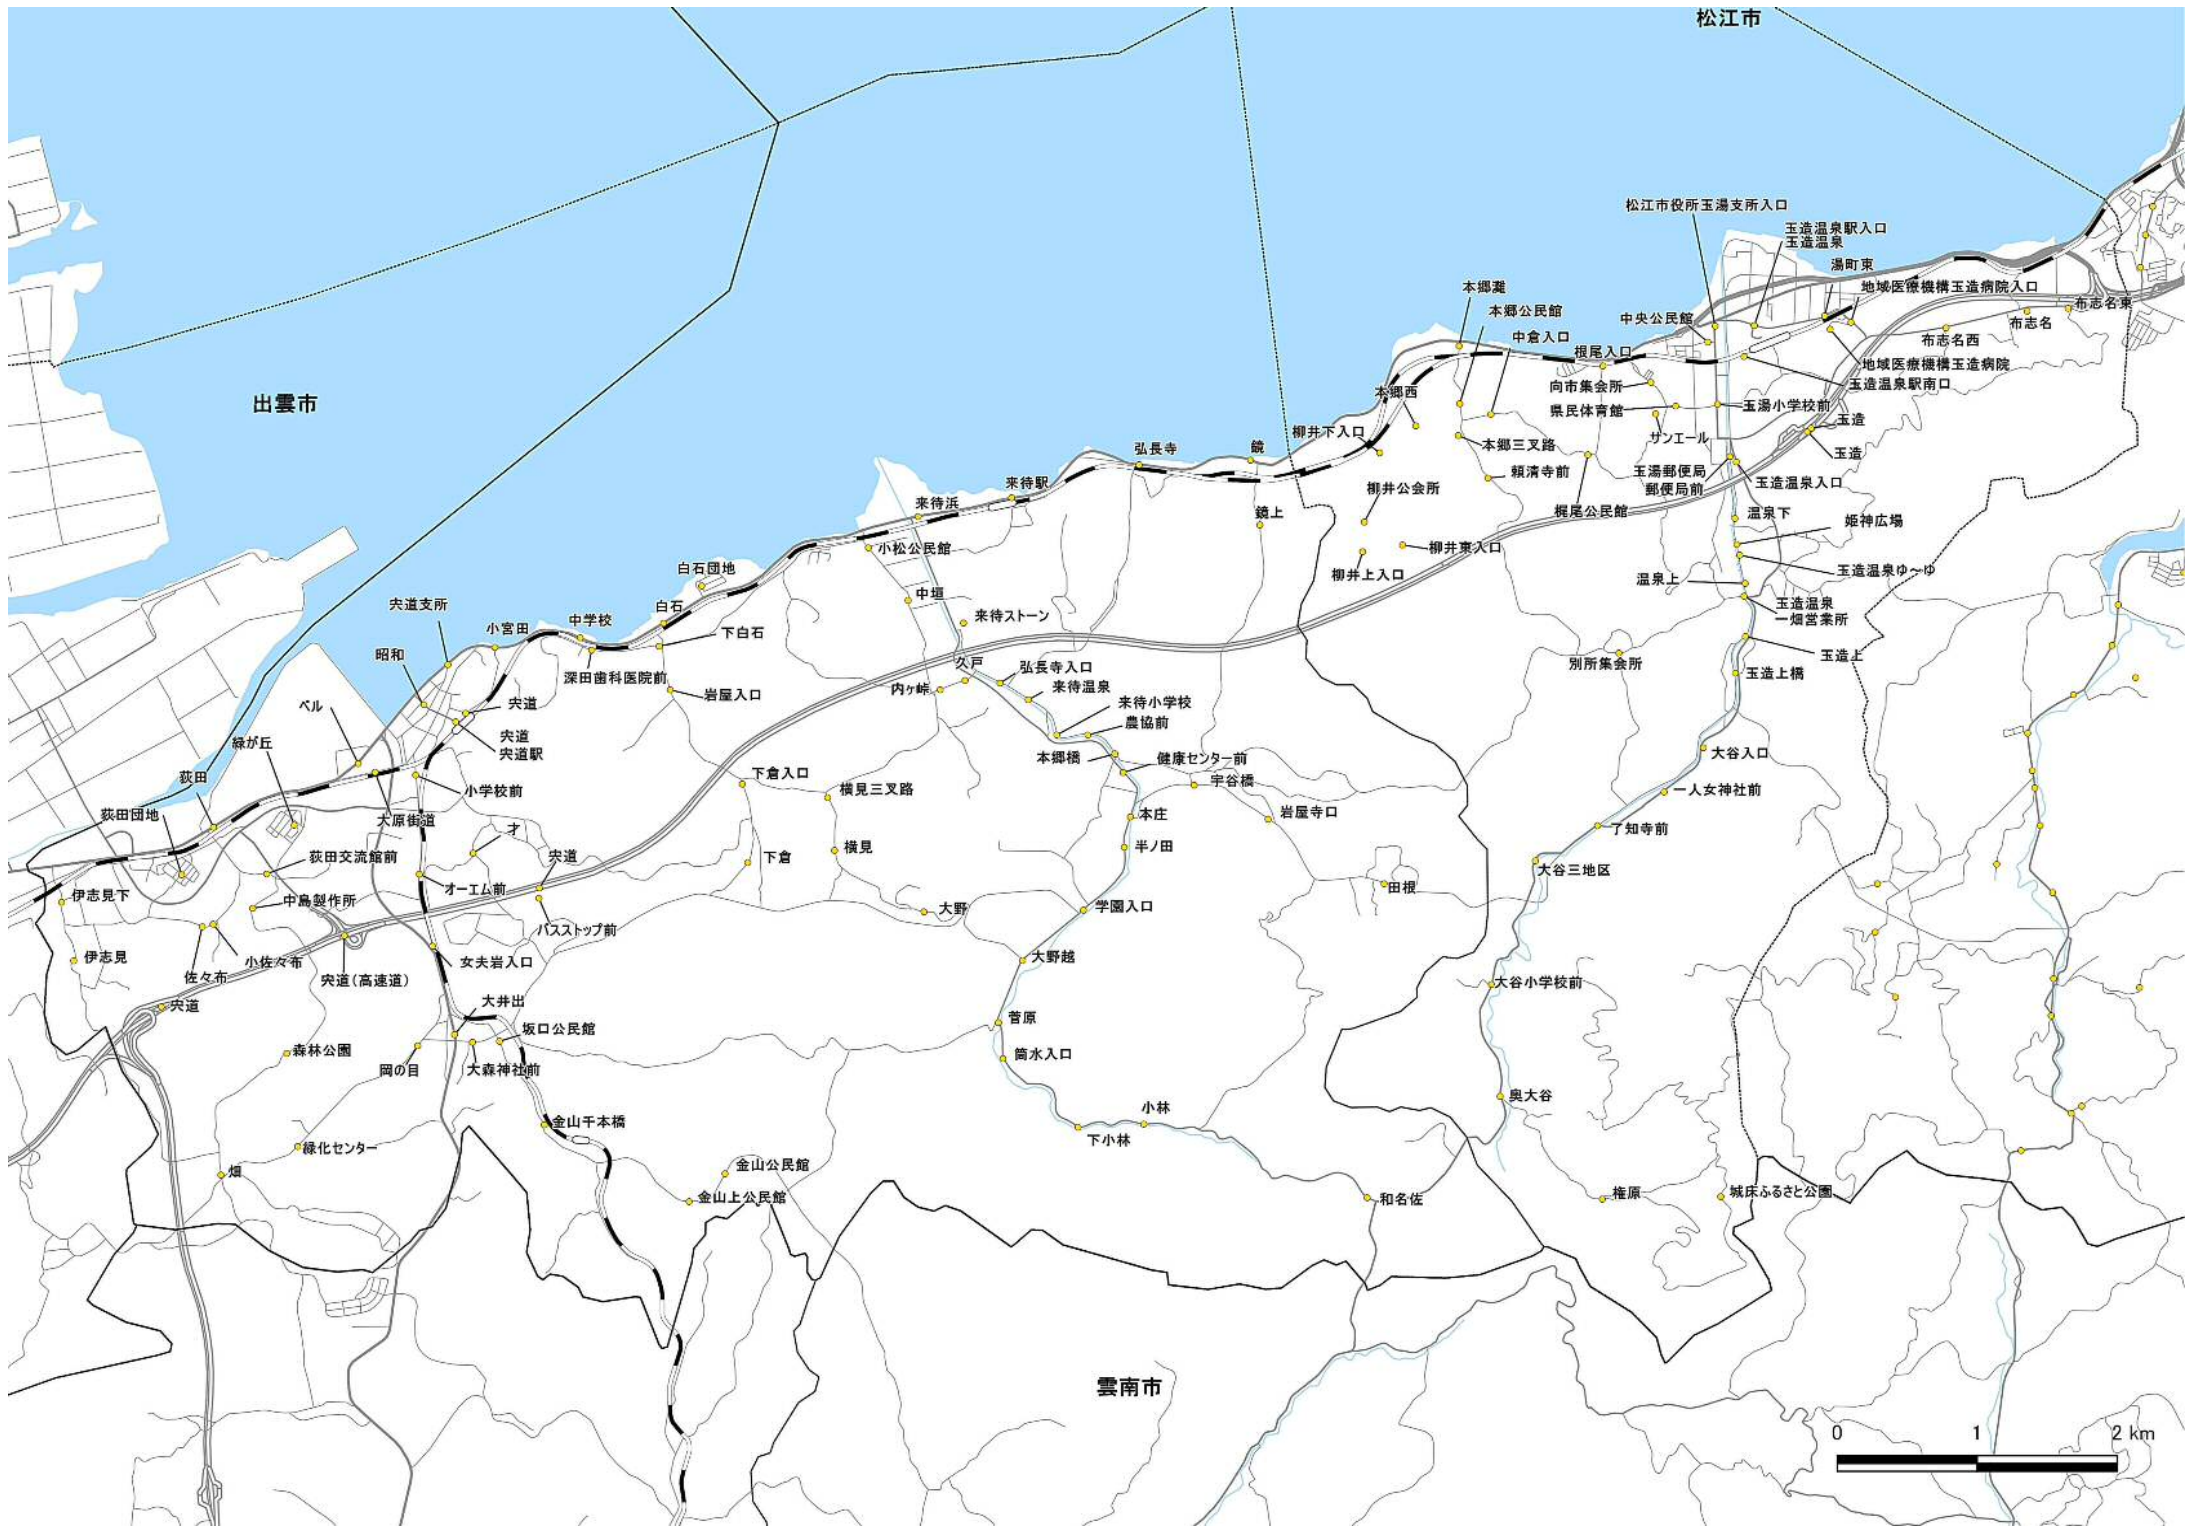 松江市
松江市役所玉湯支所入口
玉造温泉駅入口
玉造温泉
湯町東
地域医療機構玉造病院入口
本郷灘
本郷公民館
中央公民館
布志名東
布志名
中倉入口
布志名西
根尾入口
地域医療機構玉造病院
向市集会所
玉造温泉駅南口
本郷西
出雲市
県民体育館
玉湯小学校前
玉造
サンエール
柳井下入口
本郷三叉路
玉造
鏡
弘長寺
玉湯郵便局
郵便局前
玉造温泉入口
頼清寺前
柳井公会所
来待駅
来待浜
鏡上
梶尾公民館
温泉下
姫神広場
小松公民館
柳井東入口
白石団地
柳井上入口
温泉上
玉造温泉ゆ～ゆ
中垣
宍道支所
白石
来待ストーン
玉造温泉
一畑営業所
中学校
小宮田
下白石
昭和
深田歯科医院前
久戸
弘長寺入口
別所集会所
玉造上
内ヶ峠
来待温泉
玉造上橋
岩屋入口
宍道
ベル
来待小学校
農協前
宍道
宍道駅
緑が丘
本郷橋
健康センター前
大谷入口
荻田
下倉入口
宇谷橋
小学校前
横見三叉路
一人女神社前
荻田団地
大原街道
本庄
岩屋寺口
才
了知寺前
荻田交流館前
宍道
下倉
横見
半ノ田
大谷三地区
オーエム前
田根
伊志見下
中島製作所
大野
学園入口
バスストップ前
伊志見
佐々布
小佐々布
女夫岩入口
大野越
宍道(高速道)
大谷小学校前
宍道
大井出
菅原
坂口公民館
森林公園
筒水入口
岡の目
大森神社前
奥大谷
金山千本橋
小林
下小林
緑化センター
畑
金山公民館
金山上公民館
和名佐
権原
城床ふるさと公園
雲南市
0 1 2 km